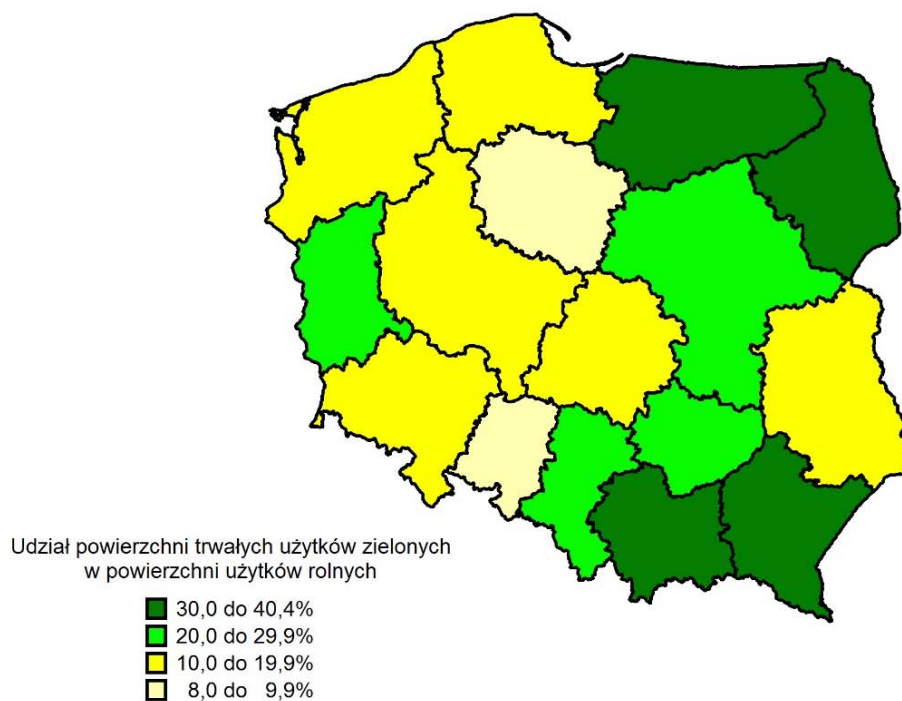 Udział powierzchni trwałych użytków zielonych
w powierzchni użytków rolnych
30,0 do 40,4%
20,0 do 29,9%
10,0 do 19,9%
8,0 do 9,9%